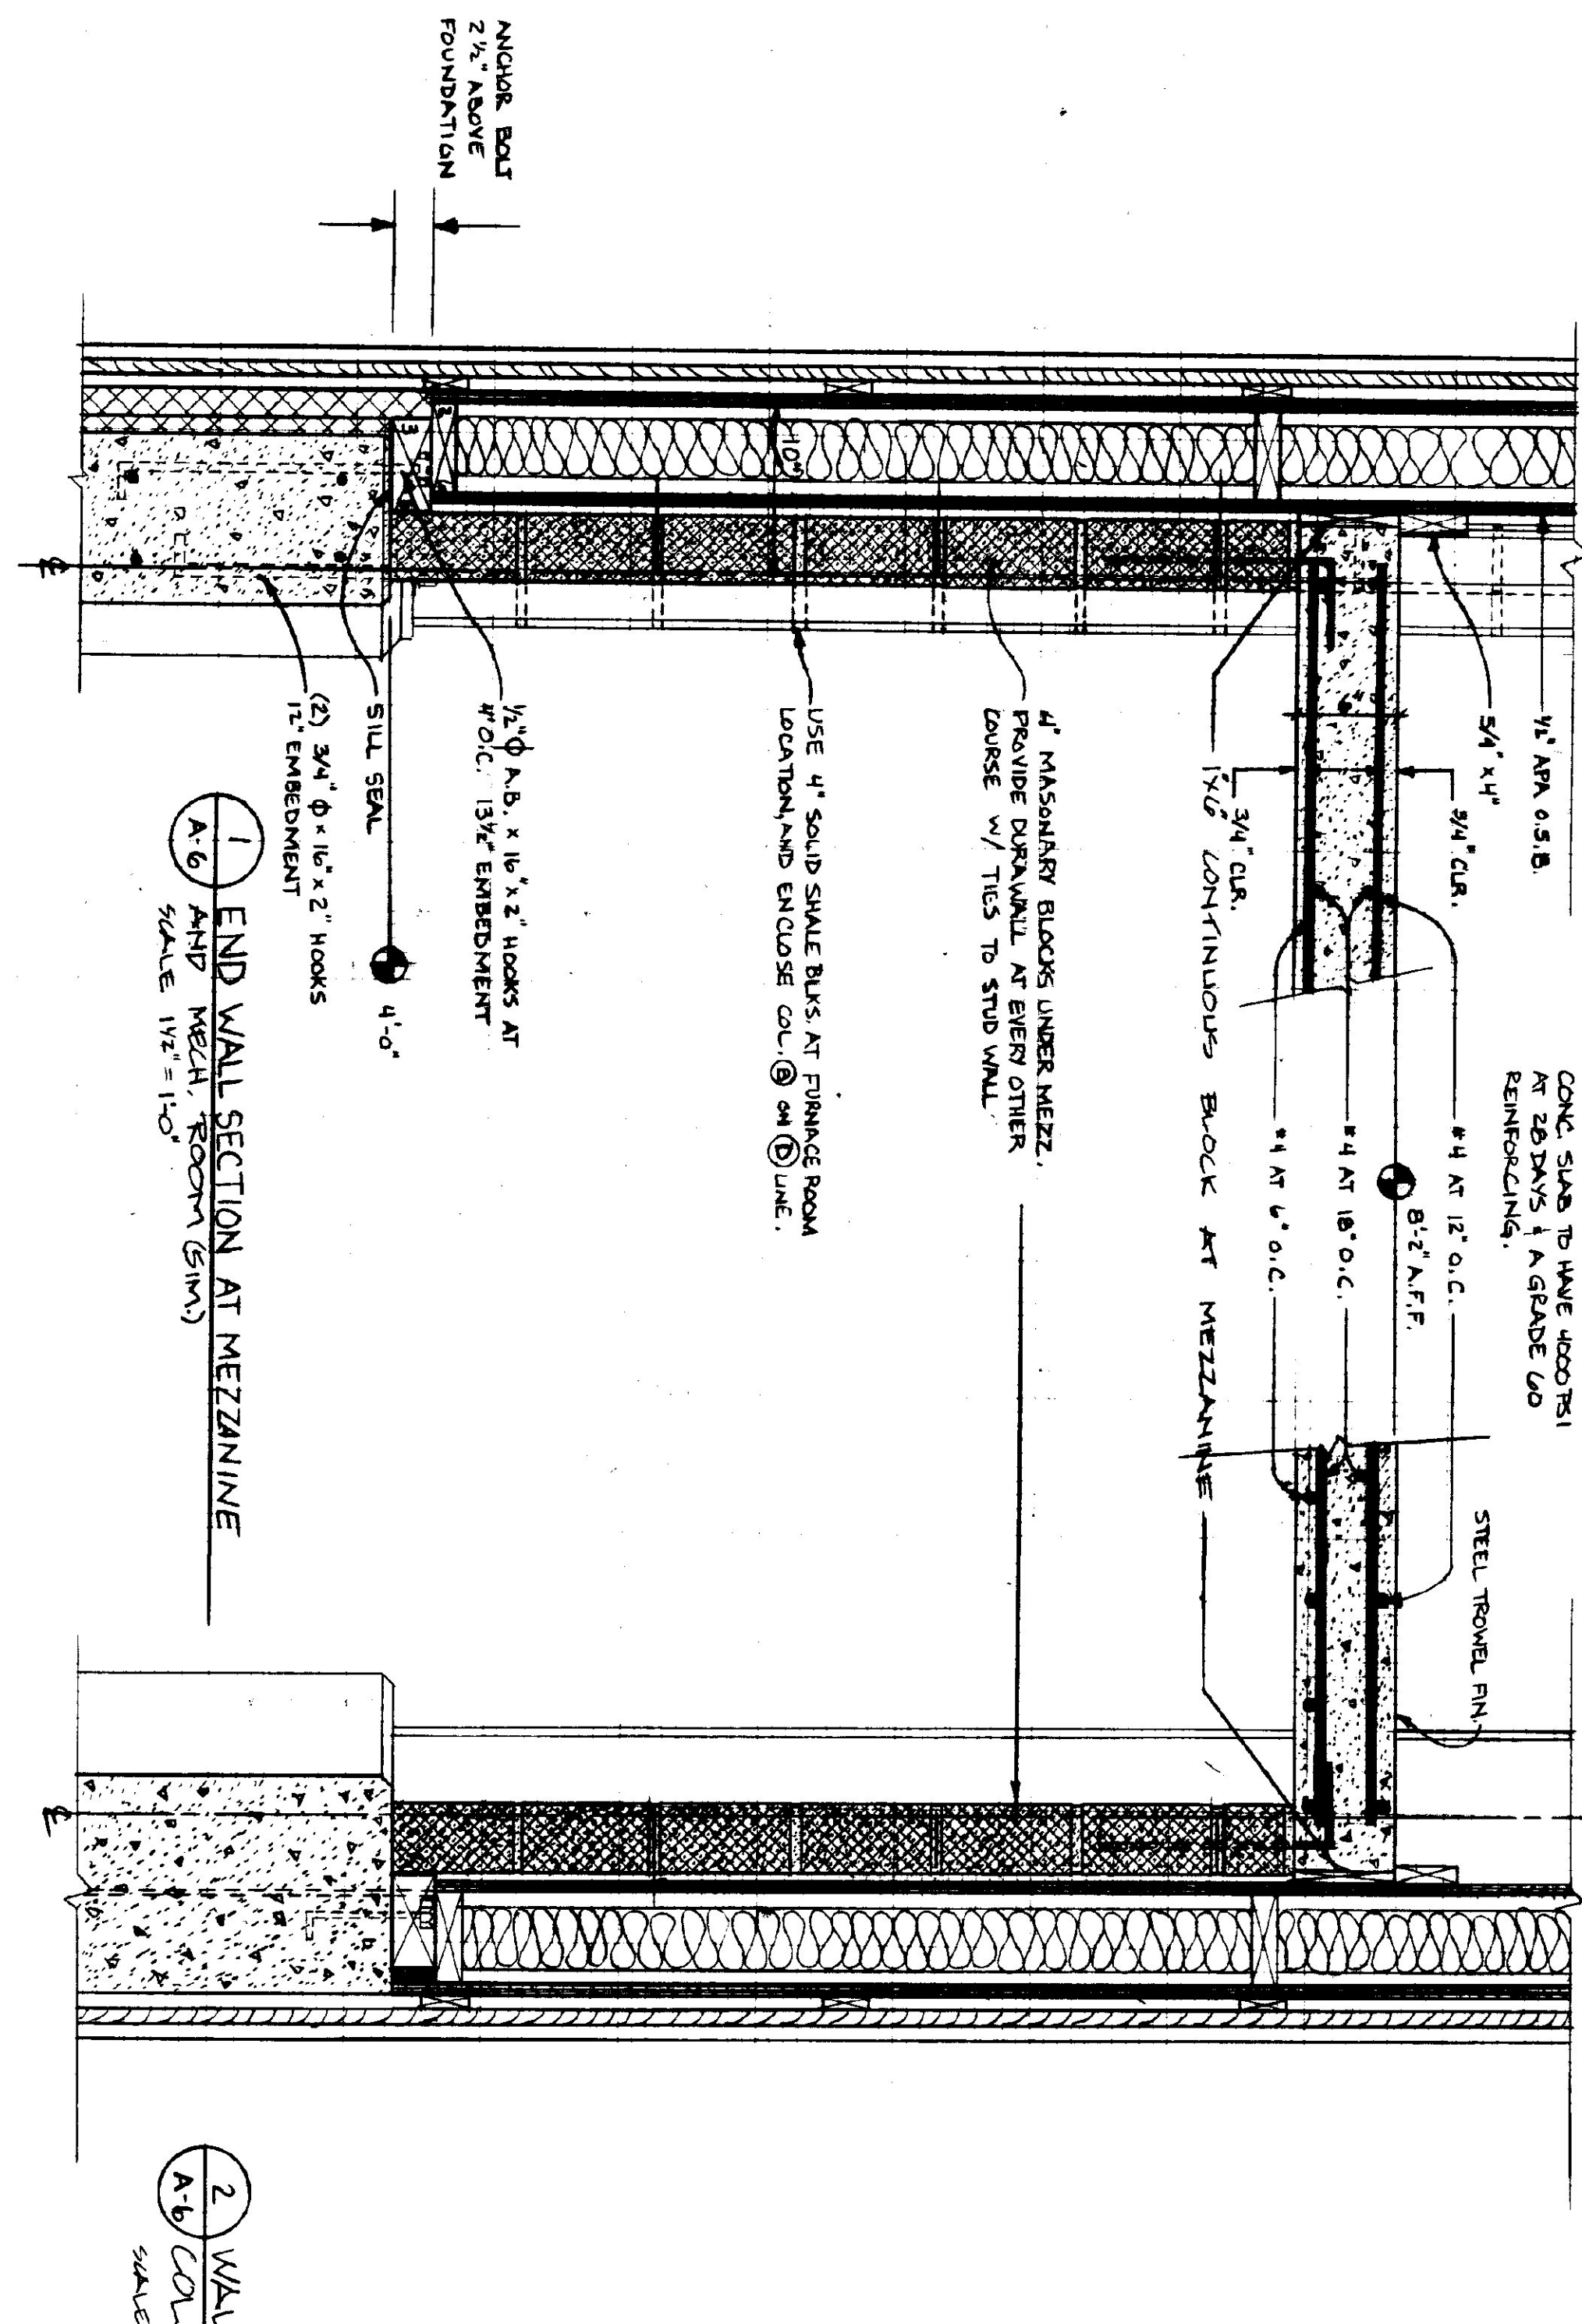 CONC. SLAB TO HAVE 4000 PSI
AT 28 DAYS & A GRADE 60
REINFORCING.
STEEL TROWEL FIN.
1/2" APA O.S.B.
5/4" x 4"
3/4" CLR.
#4 AT 12" O.C.
8'-2" A.F.F.
#4 AT 18" O.C.
#4 AT 6" O.C.
6"
3/4" CLR.
1"x6" CONTINUOUS BLOCK AT MEZZANINE
4" MASONARY BLOCKS UNDER MEZZ.
PROVIDE DURAWALL AT EVERY OTHER
COURSE W/ TIES TO STUD WALL
10"
USE 4" SOLID SHALE BLKS. AT FURNACE ROOM
LOCATION, AND ENCLOSE COL. B ON D LINE.
ANCHOR BOLT
2 1/2" ABOVE
FOUNDATION
1/2" Φ A.B. x 16" x 2" HOOKS AT
4' O.C. 13 1/2" EMBEDMENT
4'-0"
SILL SEAL
(2) 3/4" Φ x 16" x 2" HOOKS
12" EMBEDMENT
1
A-6
END WALL SECTION AT MEZZANINE
AND MECH. ROOM (SIM.)
SCALE 1 1/2" = 1'-0"
2
A-6
WAL
COL
SCALE